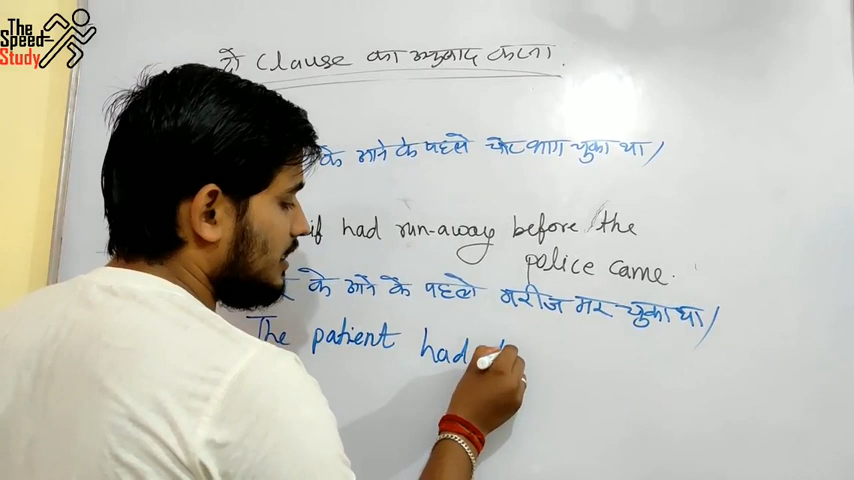 The
Speed
Study
दो Clause का अनुवाद करना.
के आने के पहले चोर भाग चुका था।
had run-away before the
police came.
के आने के पहले मरीज मर चुका था।
The patient had d